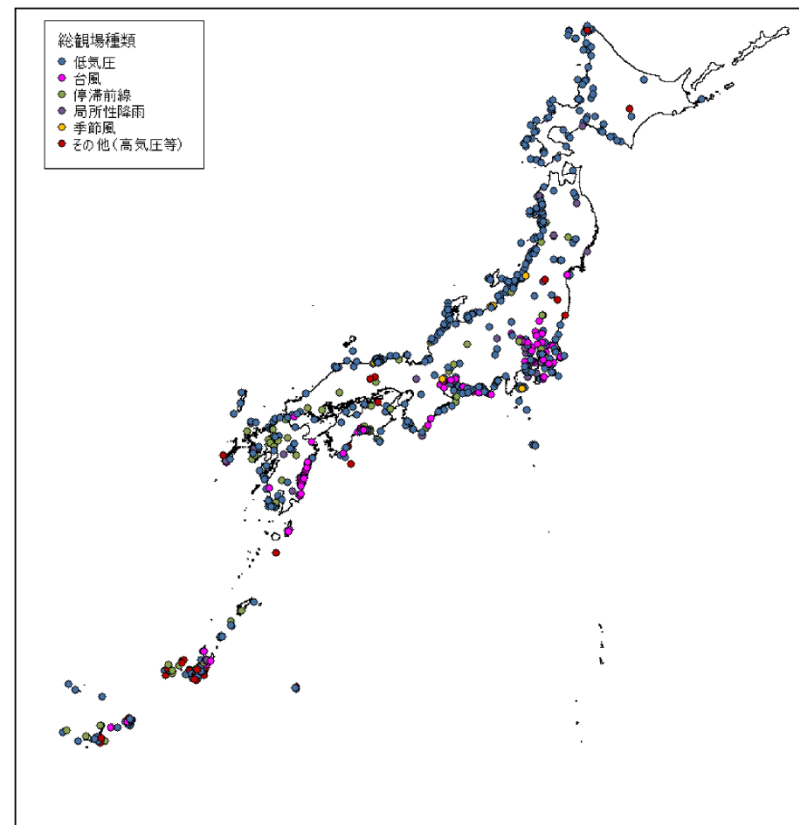 総観場種類
低気圧
台風
停滞前線
局所性降雨
季節風
その他(高気圧等)